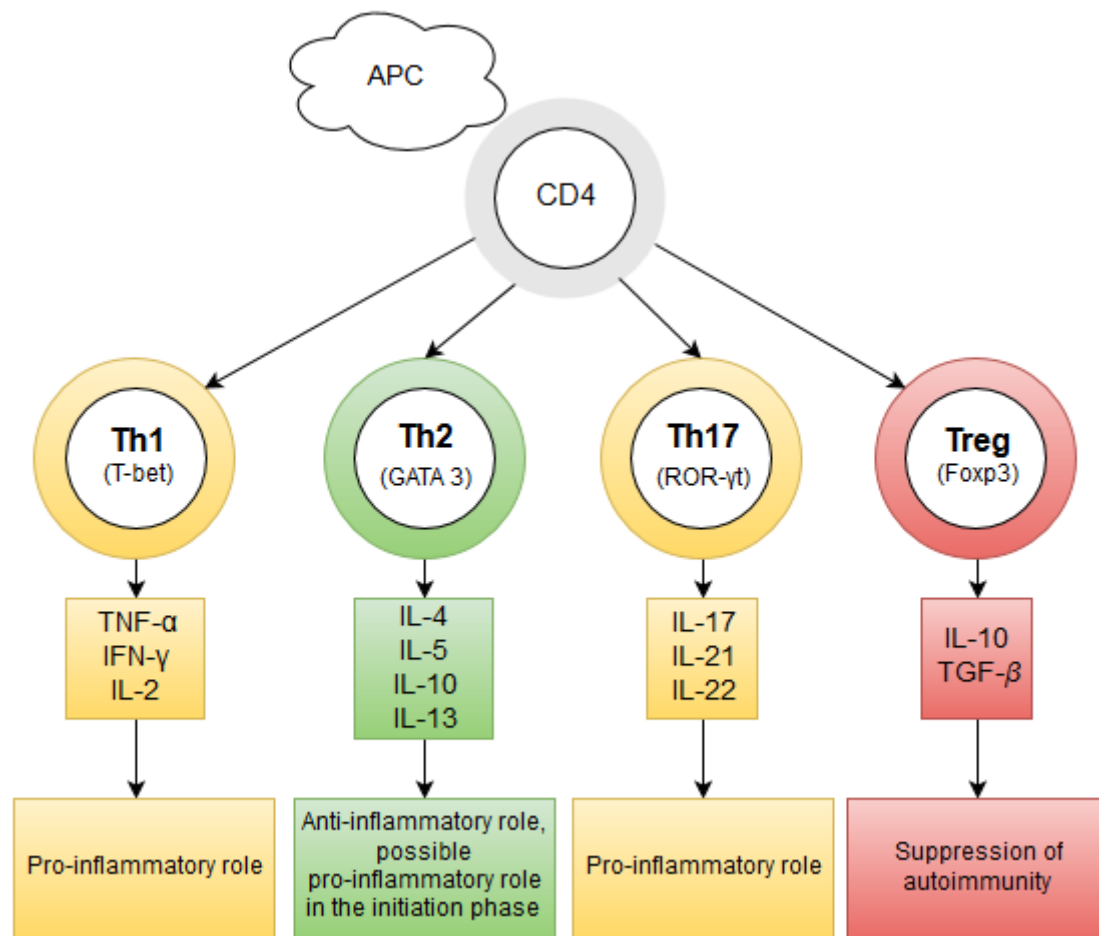 APC
CD4
Th1
(T-bet)
Th2
(GATA 3)
Th17
(ROR-γt)
Treg
(Foxp3)
TNF-α
IFN-γ
IL-2
IL-4
IL-5
IL-10
IL-13
IL-17
IL-21
IL-22
IL-10
TGF-β
Pro-inflammatory role
Anti-inflammatory role,
possible
pro-inflammatory role
in the initiation phase
Pro-inflammatory role
Suppression of
autoimmunity